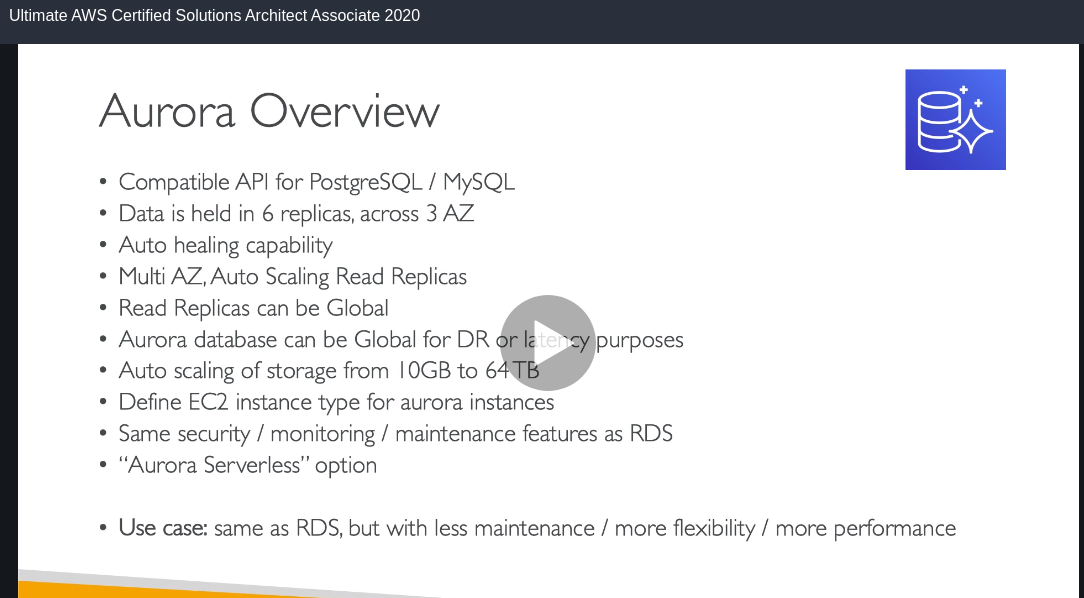 Ultimate AWS Certified Solutions Architect Associate 2020
Aurora Overview
• Compatible API for PostgreSQL / MySQL
• Data is held in 6 replicas, across 3 AZ
• Auto healing capability
• Multi AZ, Auto Scaling Read Replicas
• Read Replicas can be Global
• Aurora database can be Global for DR or latency purposes
• Auto scaling of storage from 10GB to 64 TB
• Define EC2 instance type for aurora instances
• Same security / monitoring / maintenance features as RDS
• “Aurora Serverless” option
• Use case: same as RDS, but with less maintenance / more flexibility / more performance